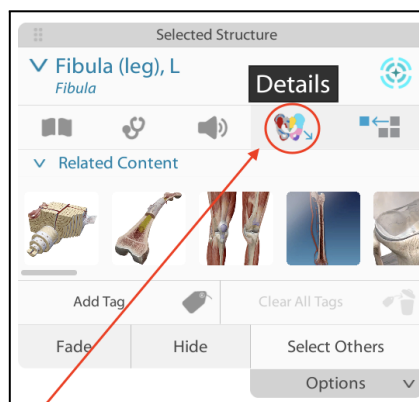 Selected Structure
Fibula (leg), L
Fibula
Details
Related Content
Add Tag
Clear All Tags
Fade
Hide
Select Others
Options